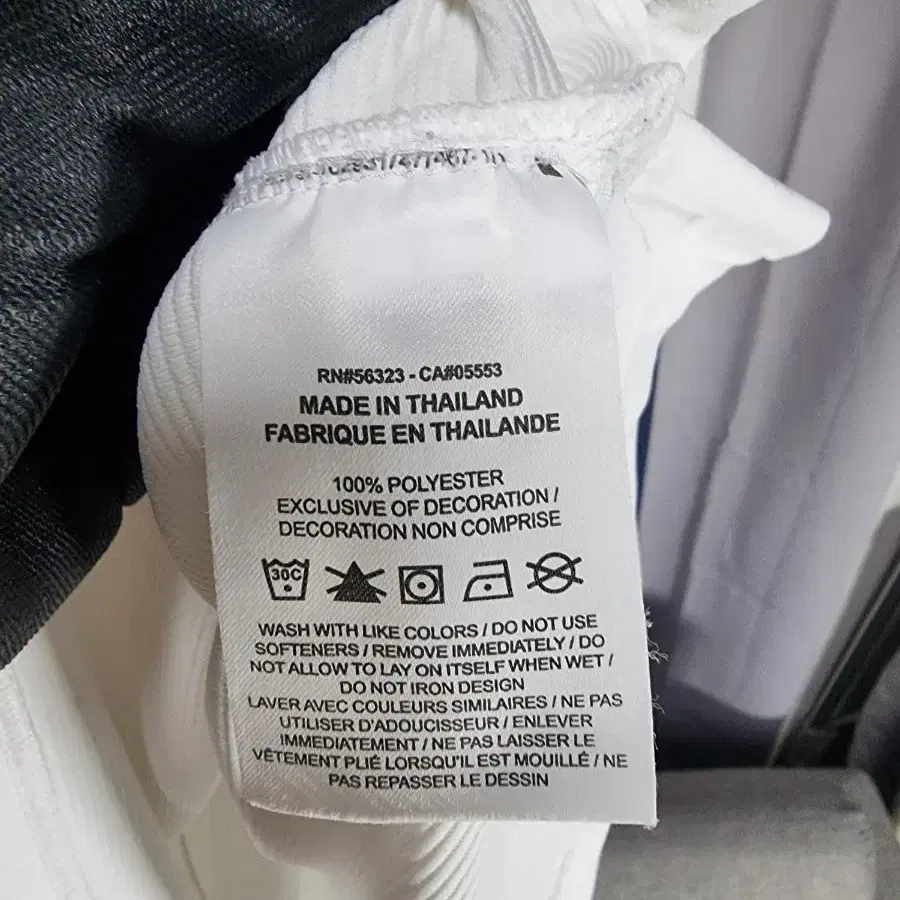 RN#56323 - CA#05553
MADE IN THAILAND
FABRIQUE EN THAILANDE
100% POLYESTER
EXCLUSIVE OF DECORATION /
DECORATION NON COMPRISE
30C
WASH WITH LIKE COLORS / DO NOT USE
SOFTENERS / REMOVE IMMEDIATELY / DO
NOT ALLOW TO LAY ON ITSELF WHEN WET /
DO NOT IRON DESIGN
LAVER AVEC COULEURS SIMILAIRES / NE PAS
UTILISER D'ADOUCISSEUR / ENLEVER
IMMEDIATEMENT / NE PAS LAISSER LE
VÊTEMENT PLIÉ LORSQU'IL EST MOUILLÉ / NE
PAS REPASSER LE DESSIN